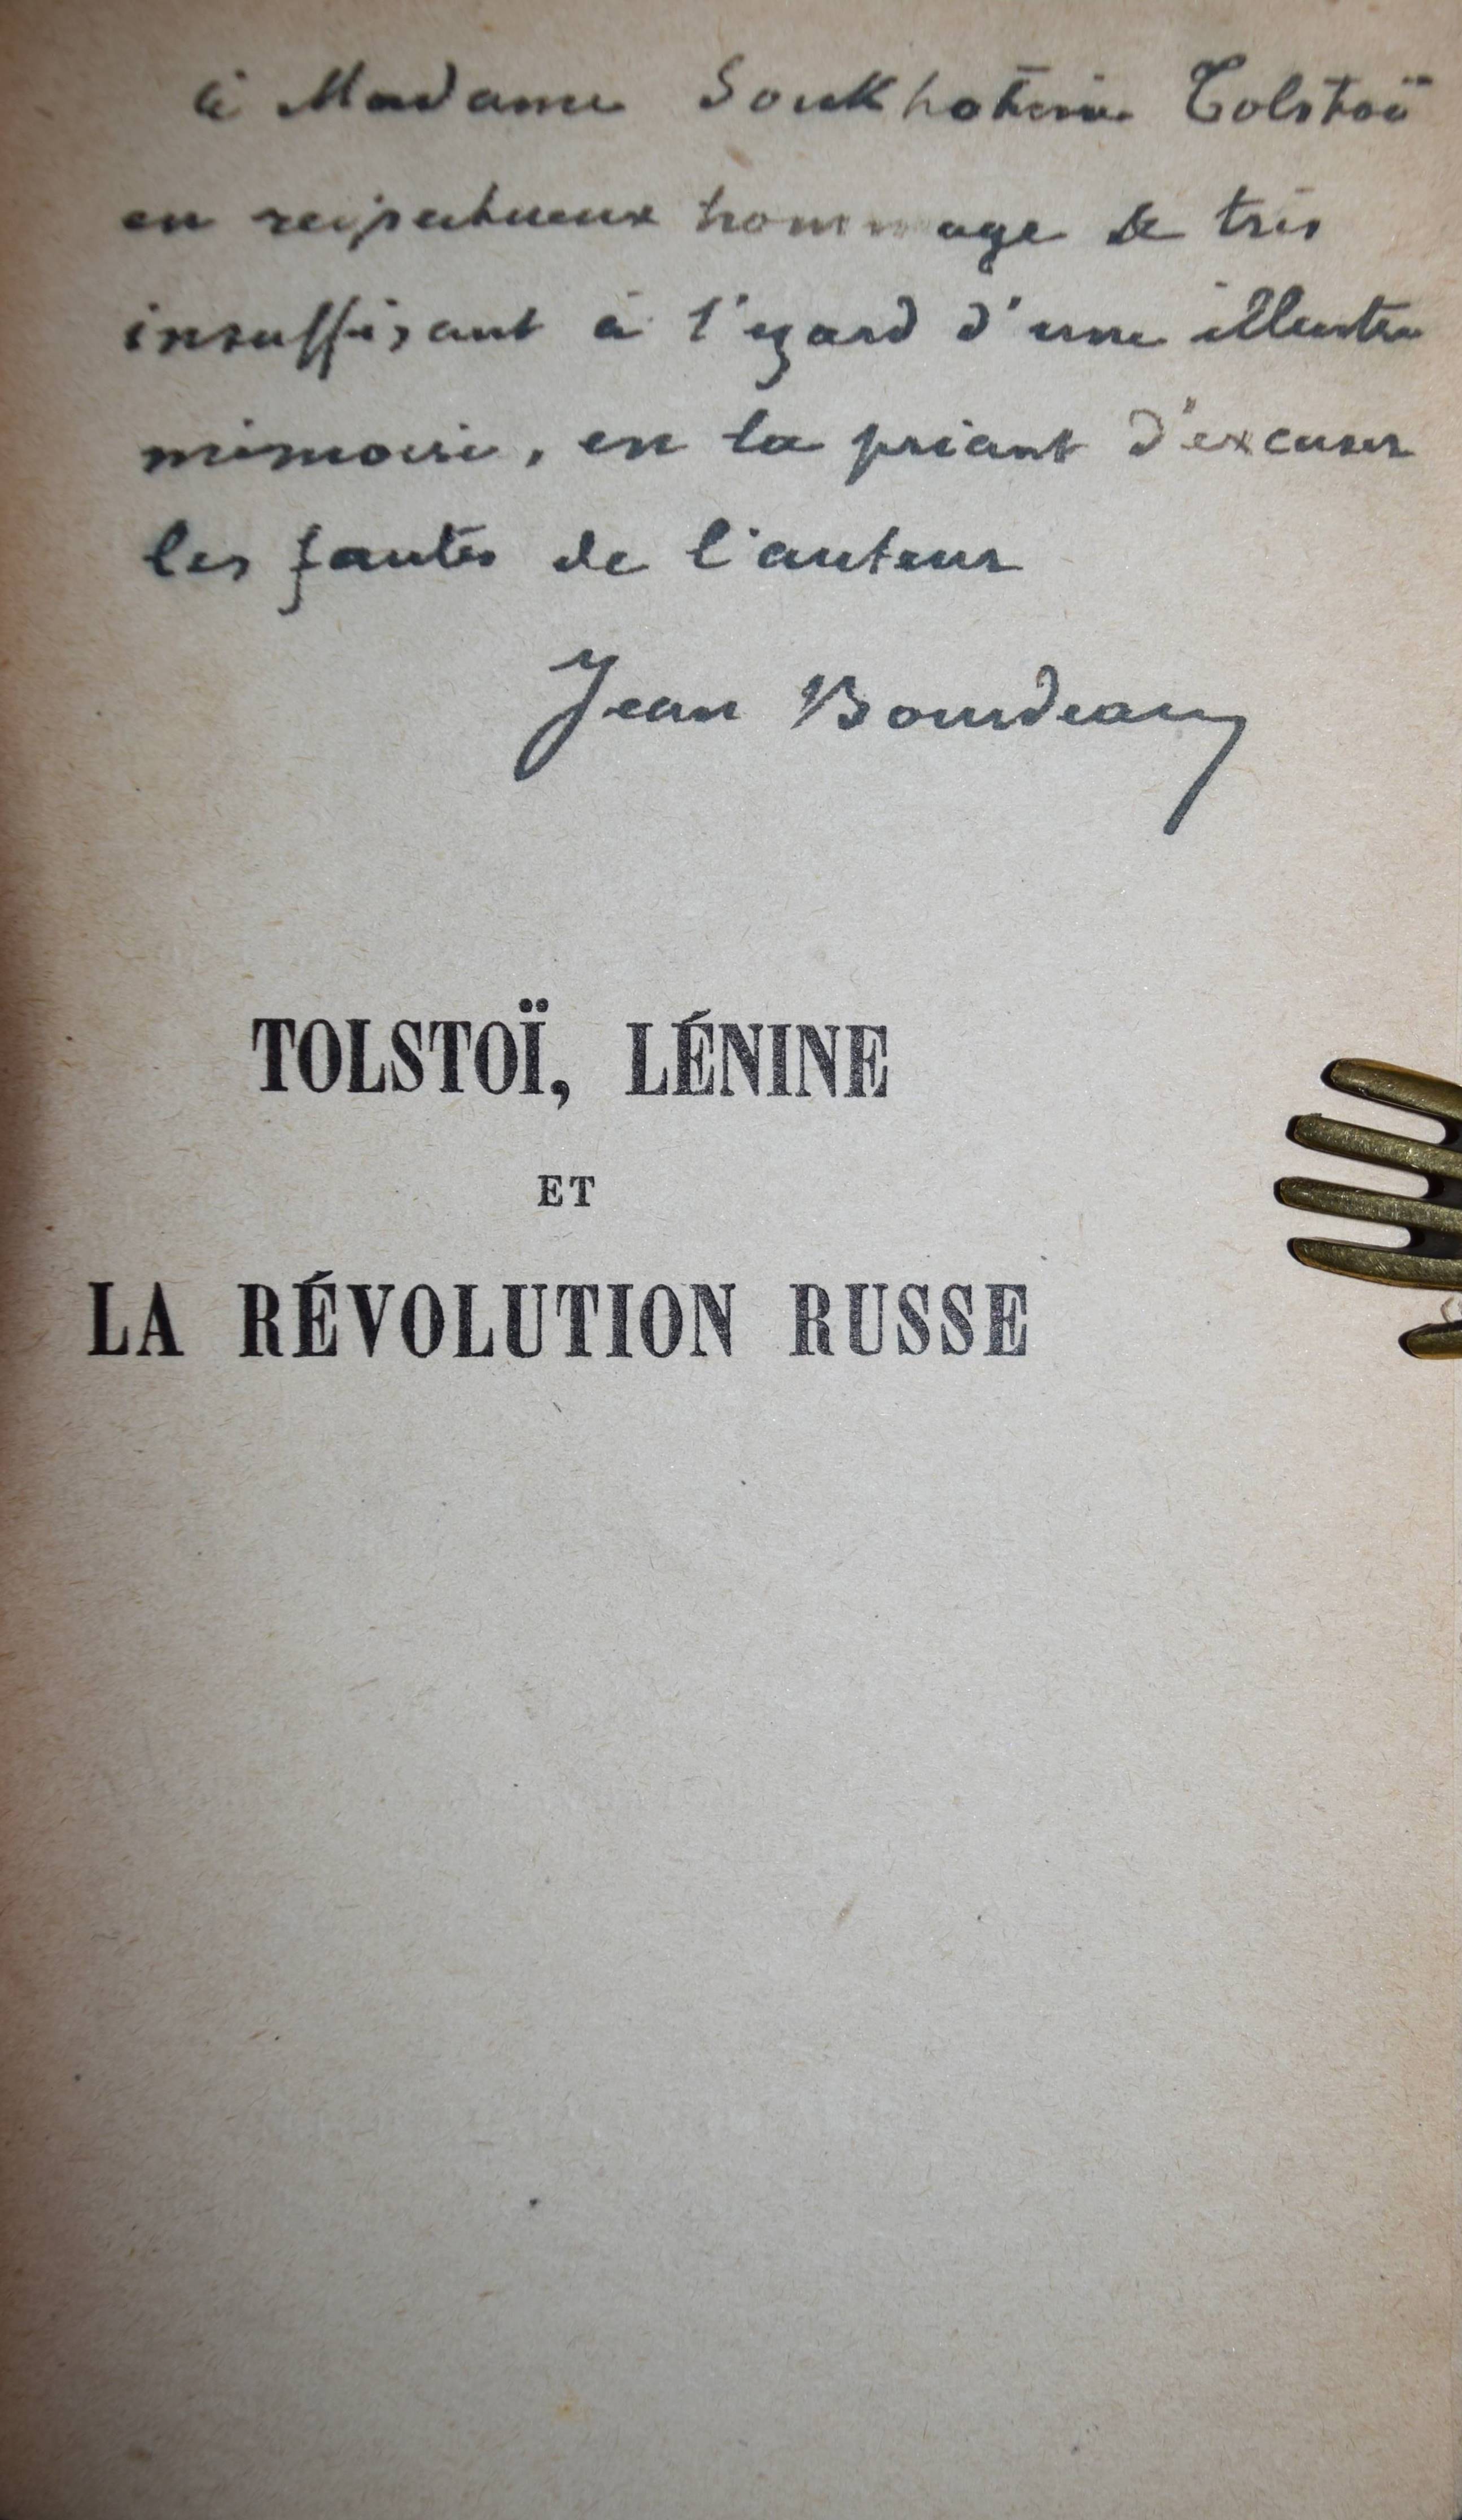 à Madame Soukhotine Tolstoï
en respectueux hommage & très
insuffisant à l'égard d'une illustre
mémoire, en la priant d'excuser
les fautes de l'auteur
Jean Bourdeau
TOLSTOÏ, LÉNINE
ET
LA RÉVOLUTION RUSSE